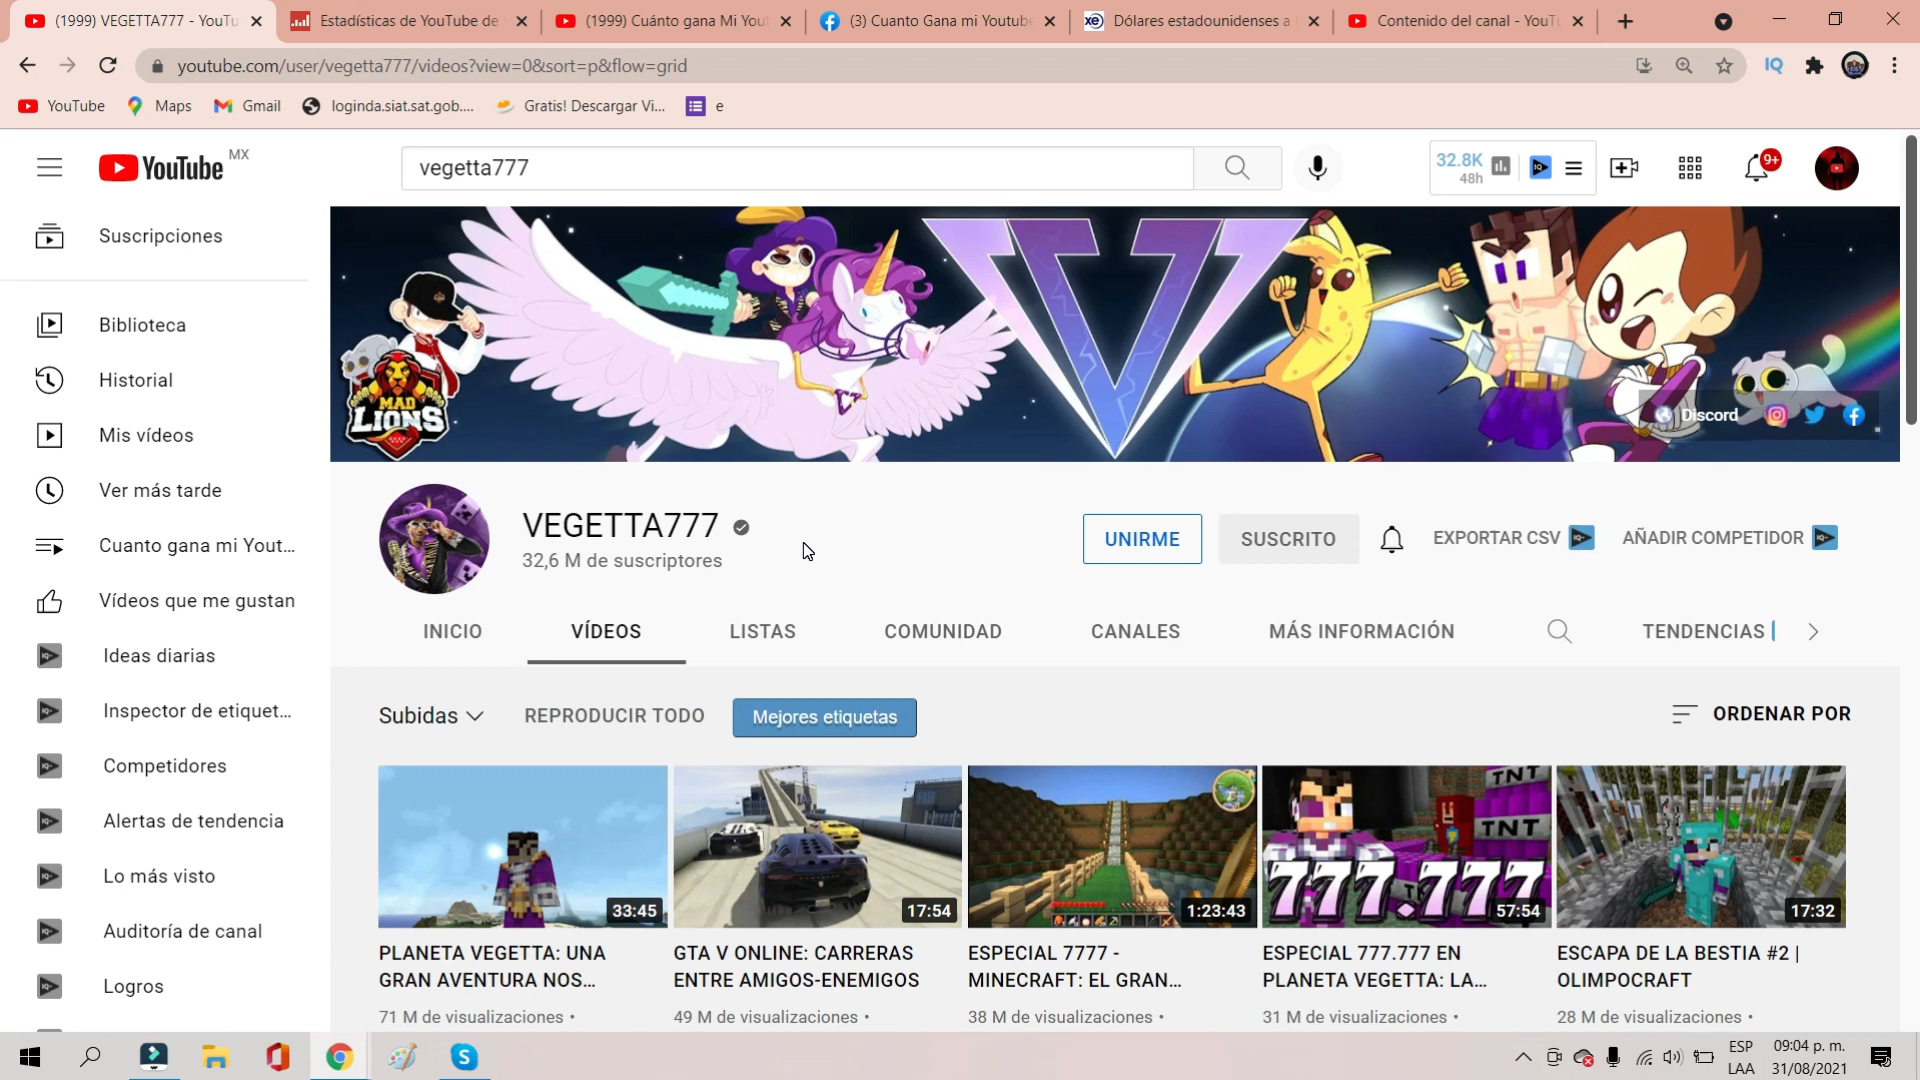 (1999) VEGETTA777 - YouTu
Estadísticas de YouTube de
(1999) Cuánto gana Mi You
(3) Cuanto Gana mi Youtube
Dólares estadounidenses a
Contenido del canal - YouT
youtube.com/user/vegetta777/videos?view=0&sort=p&flow=grid
IQ
YouTube
Maps
Gmail
loginda.siat.sat.gob....
Gratis! Descargar Vi...
e
YouTube MX
vegetta777
32.8K
48h
9+
Suscripciones
Biblioteca
Historial
Mis vídeos
Ver más tarde
Cuanto gana mi Yout...
Vídeos que me gustan
Ideas diarias
Inspector de etiquet...
Competidores
Alertas de tendencia
Lo más visto
Auditoría de canal
Logros
MAD
LIONS
Discord
VEGETTA777
32,6 M de suscriptores
UNIRME
SUSCRITO
EXPORTAR CSV
AÑADIR COMPETIDOR
INICIO
VÍDEOS
LISTAS
COMUNIDAD
CANALES
MÁS INFORMACIÓN
TENDENCIAS
Subidas
REPRODUCIR TODO
Mejores etiquetas
ORDENAR POR
33:45
17:54
1:23:43
TNT
TNT
777.777
57:54
17:32
PLANETA VEGETTA: UNA
GRAN AVENTURA NOS...
71 M de visualizaciones •
GTA V ONLINE: CARRERAS
ENTRE AMIGOS-ENEMIGOS
49 M de visualizaciones •
ESPECIAL 7777 -
MINECRAFT: EL GRAN...
38 M de visualizaciones •
ESPECIAL 777.777 EN
PLANETA VEGETTA: LA...
31 M de visualizaciones •
ESCAPA DE LA BESTIA #2 |
OLIMPOCRAFT
28 M de visualizaciones •
ESP
LAA
09:04 p. m.
31/08/2021